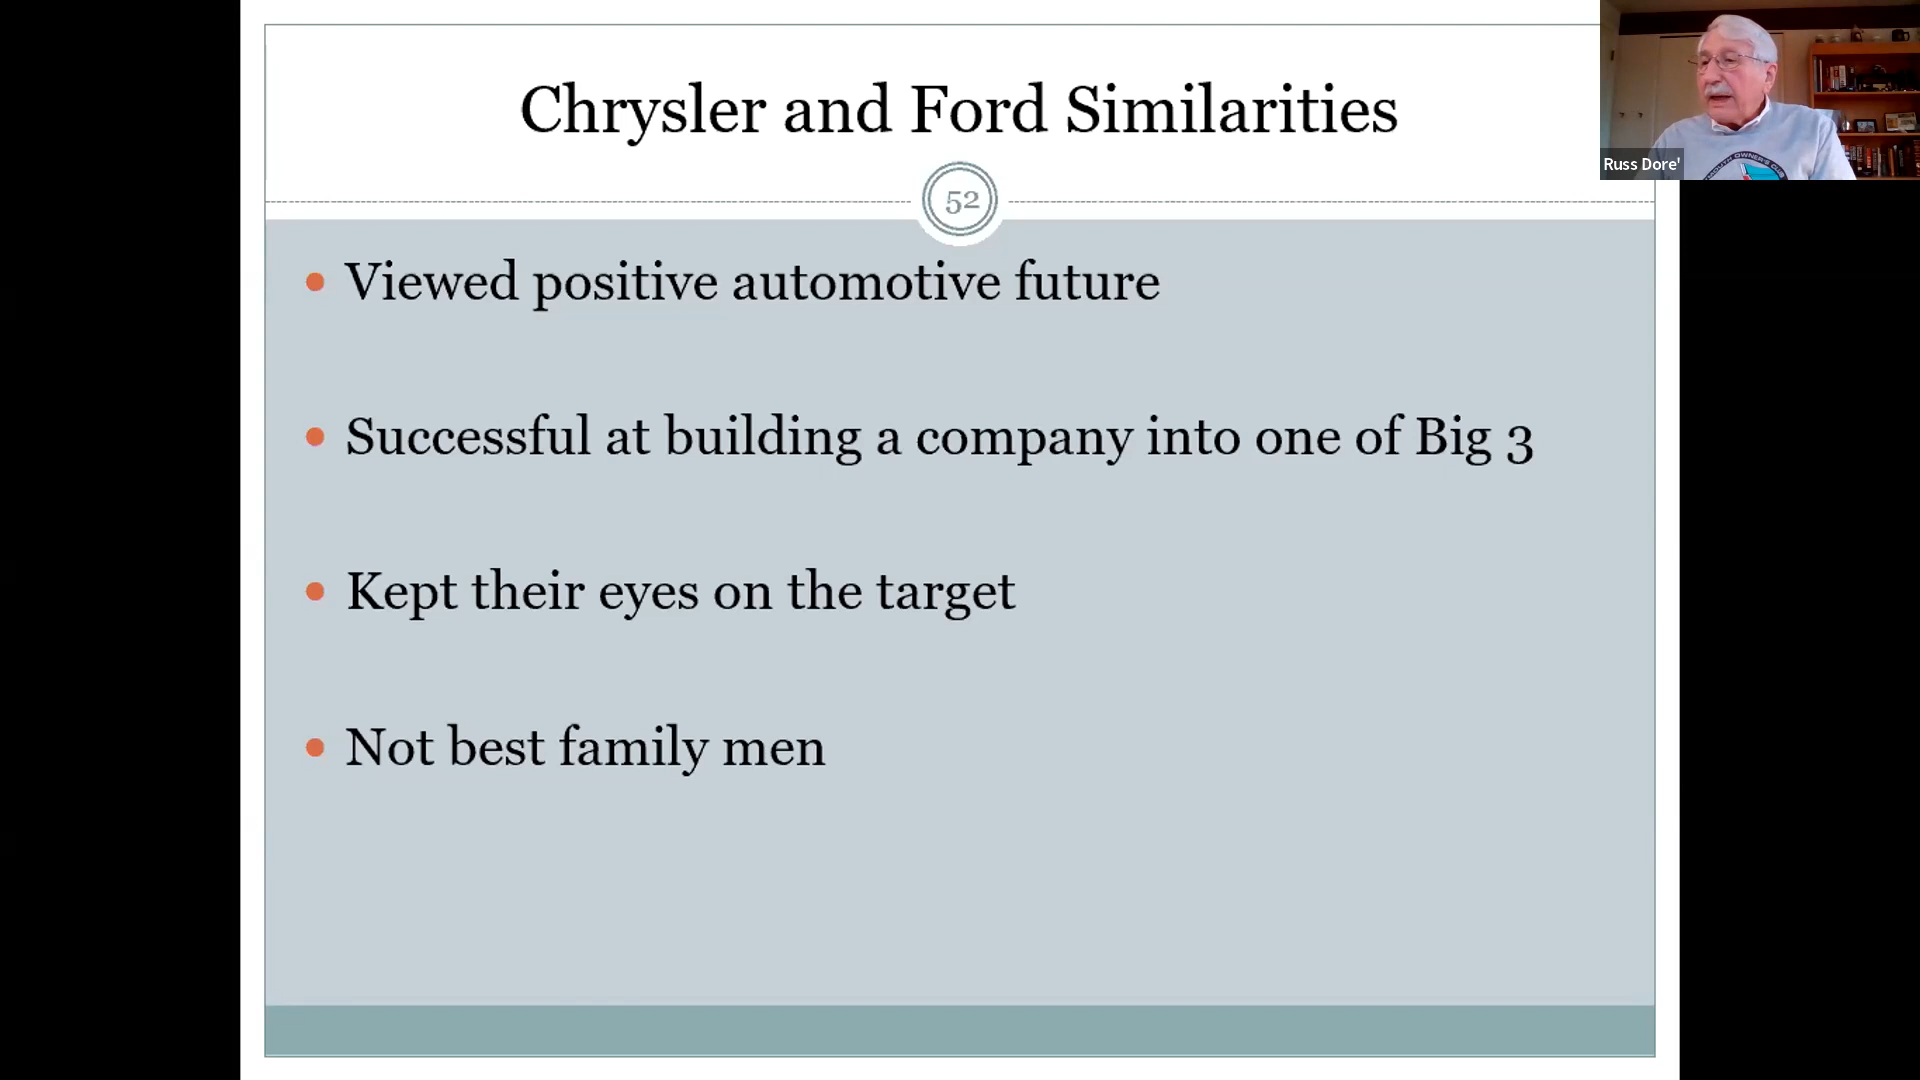 Chrysler and Ford Similarities
52
Russ Dore'
• Viewed positive automotive future
• Successful at building a company into one of Big 3
• Kept their eyes on the target
• Not best family men